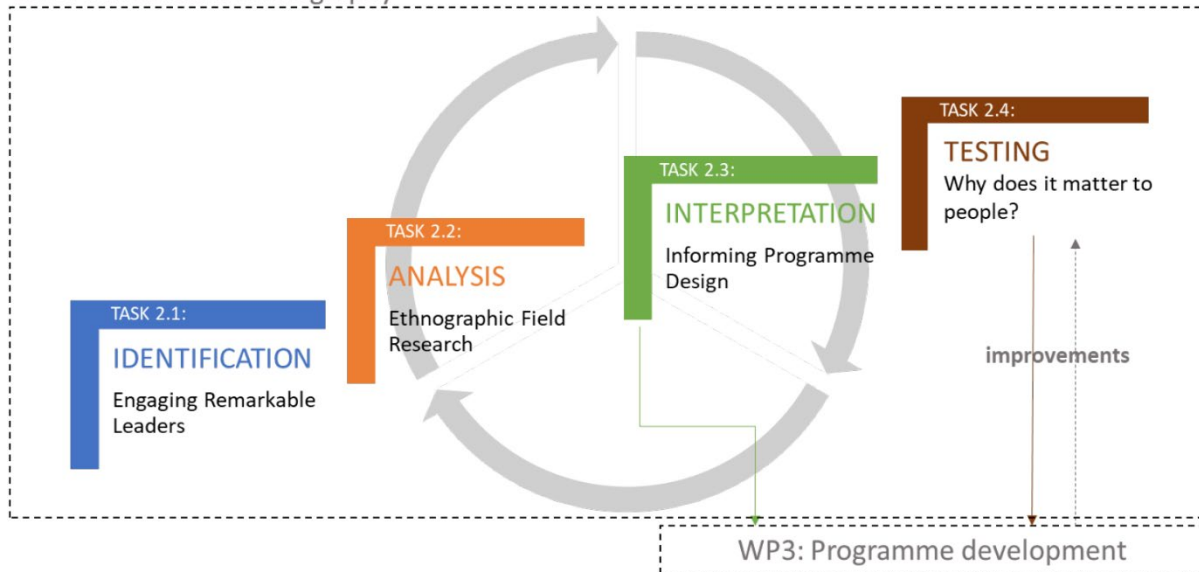 TASK 2.1:
IDENTIFICATION
Engaging Remarkable
Leaders
TASK 2.2:
ANALYSIS
Ethnographic Field
Research
TASK 2.3:
INTERPRETATION
Informing Programme
Design
TASK 2.4:
TESTING
Why does it matter to
people?
improvements
WP3: Programme development